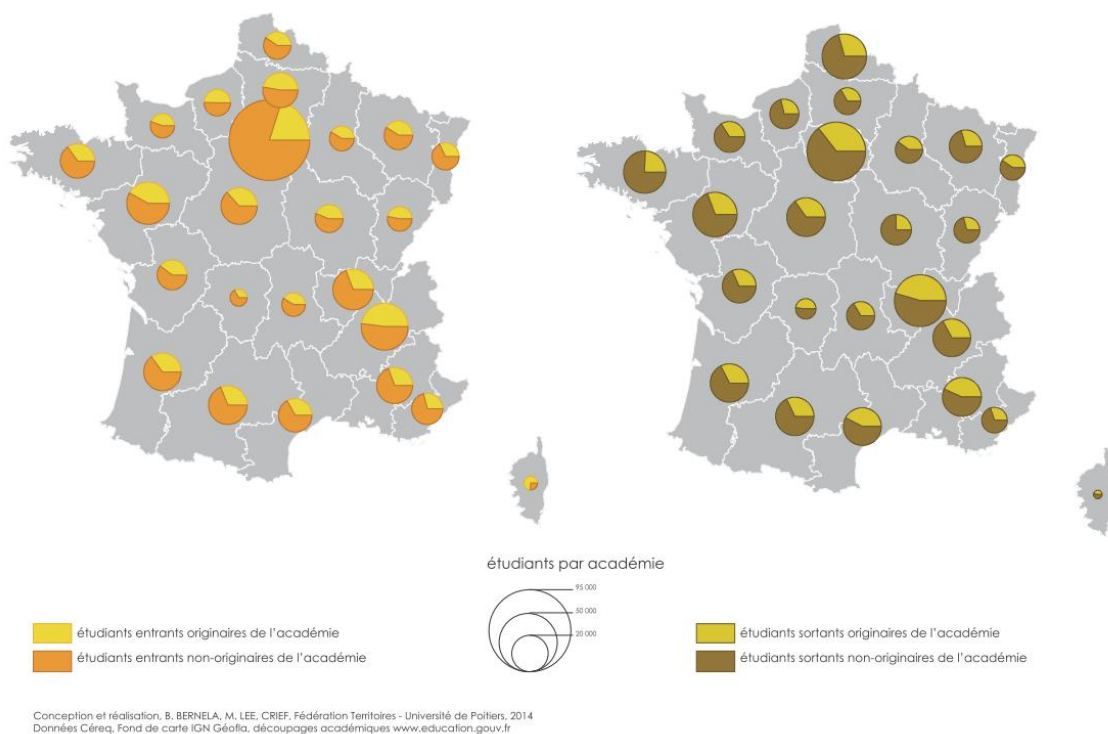 étudiants par académie
95 000
50 000
20 000
étudiants entrants originaires de l'académie
étudiants entrants non-originaires de l'académie
étudiants sortants originaires de l'académie
étudiants sortants non-originaires de l'académie
Conception et réalisation, B. BERNELA, M. LEE, CRIEF, Fédération Territoires - Université de Poitiers, 2014
Données Céreq, Fond de carte IGN Géofla, découpages académiques www.education.gouv.fr